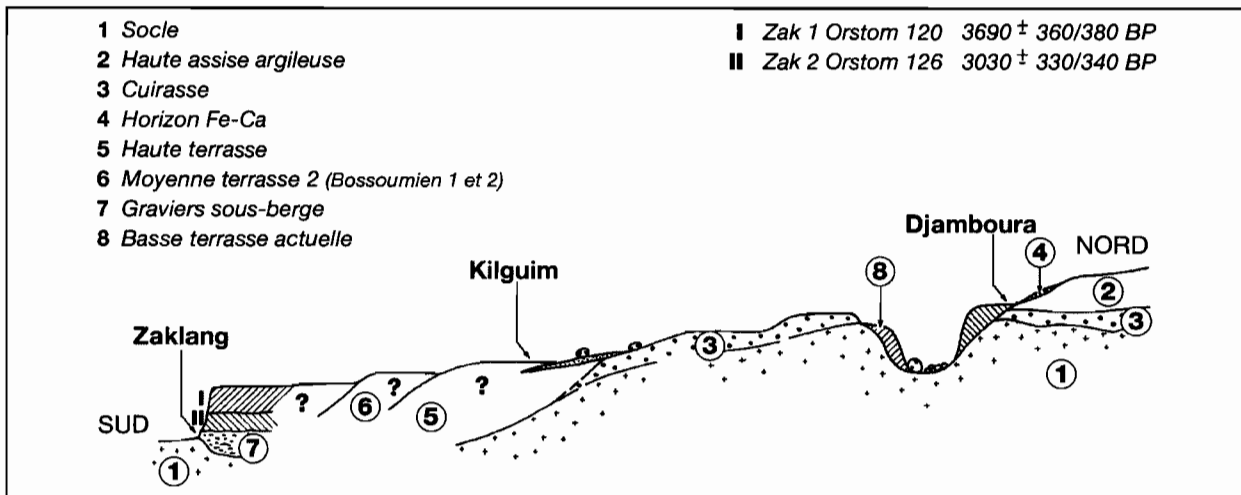 1 Socle
2 Haute assise argileuse
3 Cuirasse
4 Horizon Fe-Ca
5 Haute terrasse
6 Moyenne terrasse 2 (Bossoumien 1 et 2)
7 Graviers sous-berge
8 Basse terrasse actuelle
I Zak 1 Orstom 120 3690 ± 360/380 BP
II Zak 2 Orstom 126 3030 ± 330/340 BP
Djamboura
NORD
4
8
Kilguim
2
3
Zaklang
3
1
I
II
?
?
?
6
5
SUD
7
1